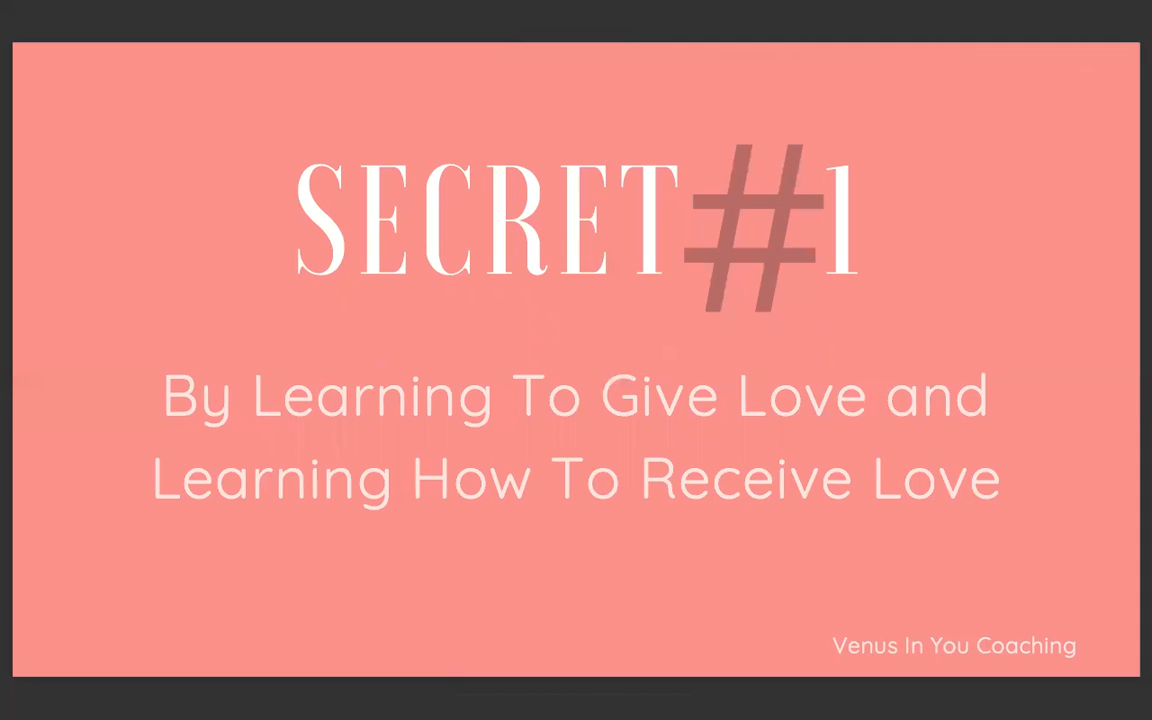 SECRET#1
By Learning To Give Love and
Learning How To Receive Love
Venus In You Coaching